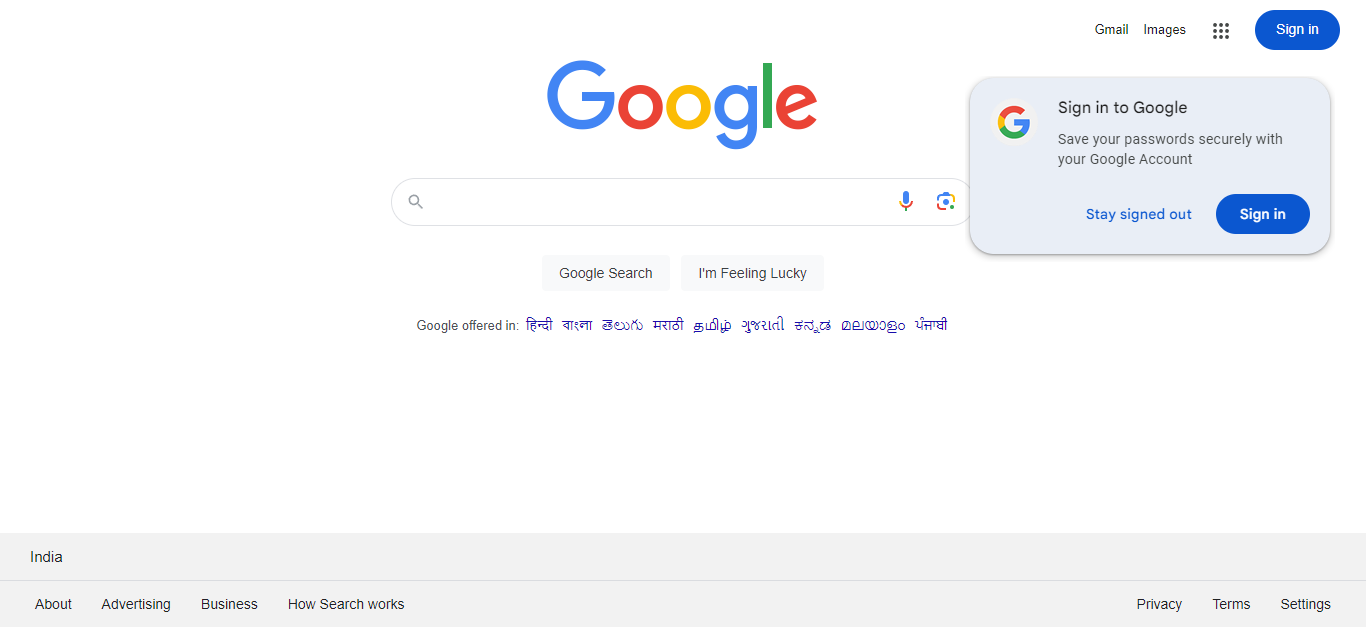 Gmail Images Sign in
Google
Sign in to Google
Save your passwords securely with
your Google Account
Stay signed out Sign in
Google Search I'm Feeling Lucky
Google offered in: हिन्दी বাংলা తెలుగు मराठी தமிழ் ગુજરાતી ಕನ್ನಡ മലയാളം ਪੰਜਾਬੀ
India
About Advertising Business How Search works Privacy Terms Settings